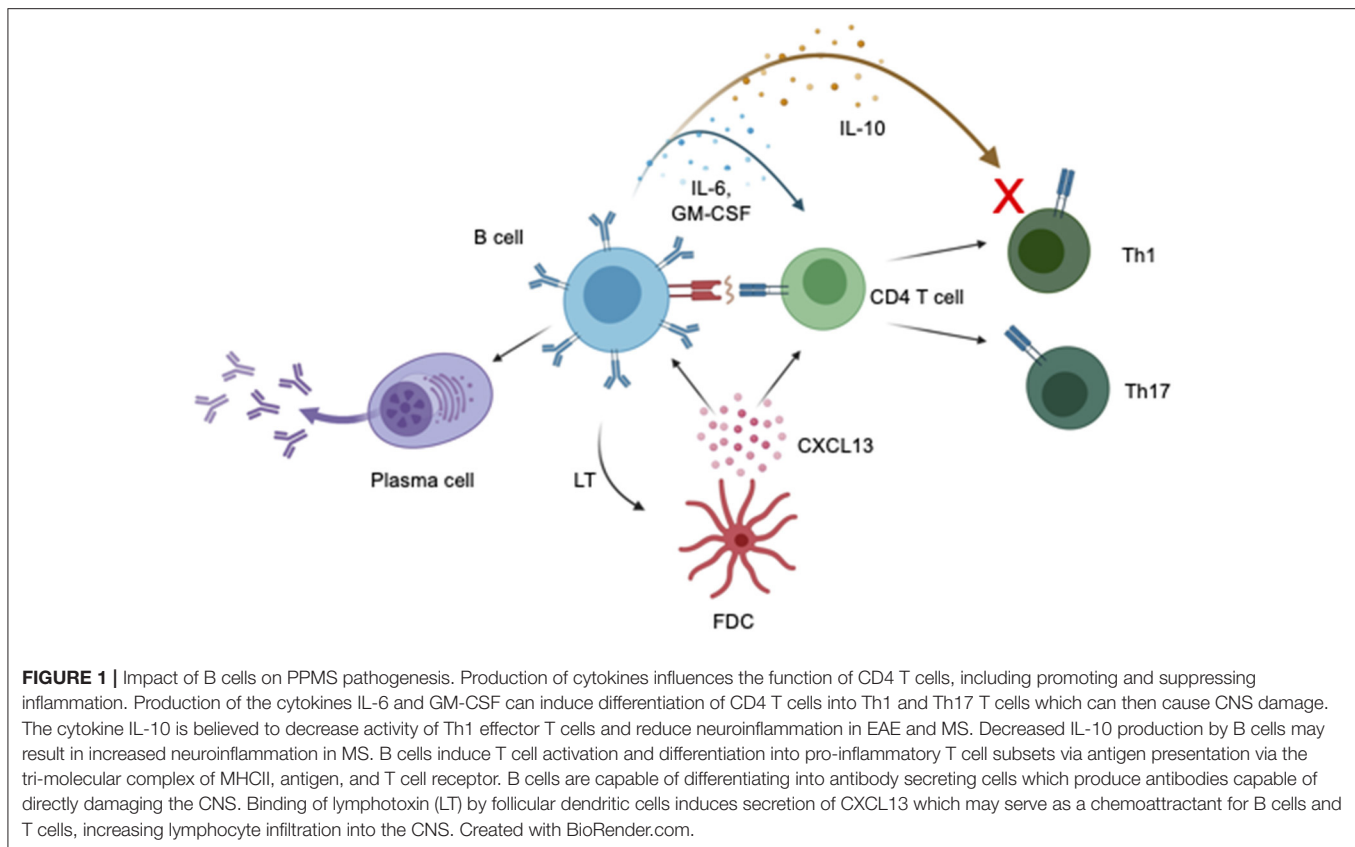 IL-10
IL-6,
GM-CSF
B cell
Th1
CD4 T cell
Th17
CXCL13
Plasma cell
LT
FDC
FIGURE 1 | Impact of B cells on PPMS pathogenesis. Production of cytokines influences the function of CD4 T cells, including promoting and suppressing
inflammation. Production of the cytokines IL-6 and GM-CSF can induce differentiation of CD4 T cells into Th1 and Th17 T cells which can then cause CNS damage.
The cytokine IL-10 is believed to decrease activity of Th1 effector T cells and reduce neuroinflammation in EAE and MS. Decreased IL-10 production by B cells may
result in increased neuroinflammation in MS. B cells induce T cell activation and differentiation into pro-inflammatory T cell subsets via antigen presentation via the
tri-molecular complex of MHCII, antigen, and T cell receptor. B cells are capable of differentiating into antibody secreting cells which produce antibodies capable of
directly damaging the CNS. Binding of lymphotoxin (LT) by follicular dendritic cells induces secretion of CXCL13 which may serve as a chemoattractant for B cells and
T cells, increasing lymphocyte infiltration into the CNS. Created with BioRender.com.